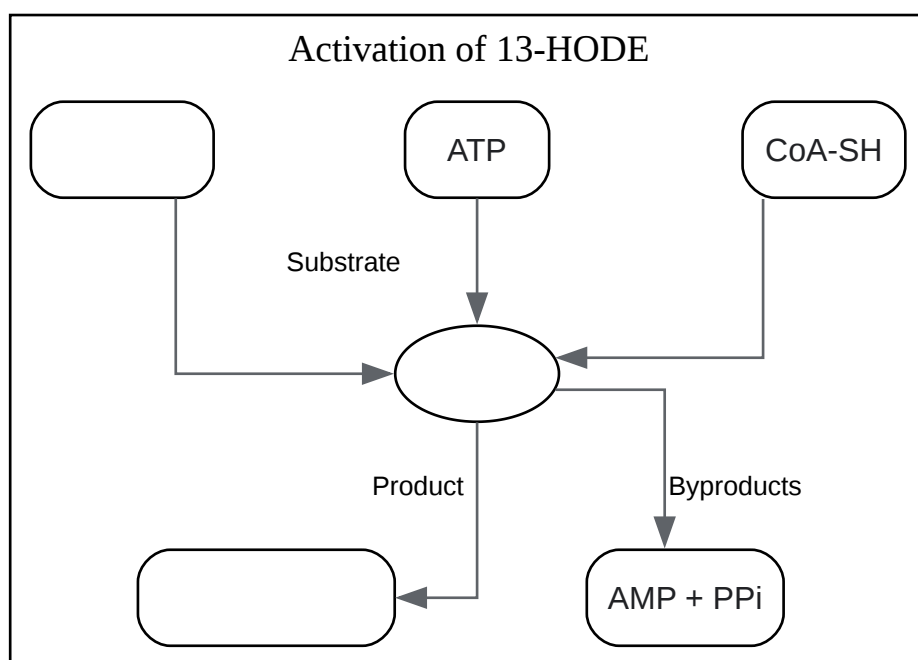 Activation of 13-HODE
ATP
CoA-SH
Substrate
Product
Byproducts
AMP + PPi